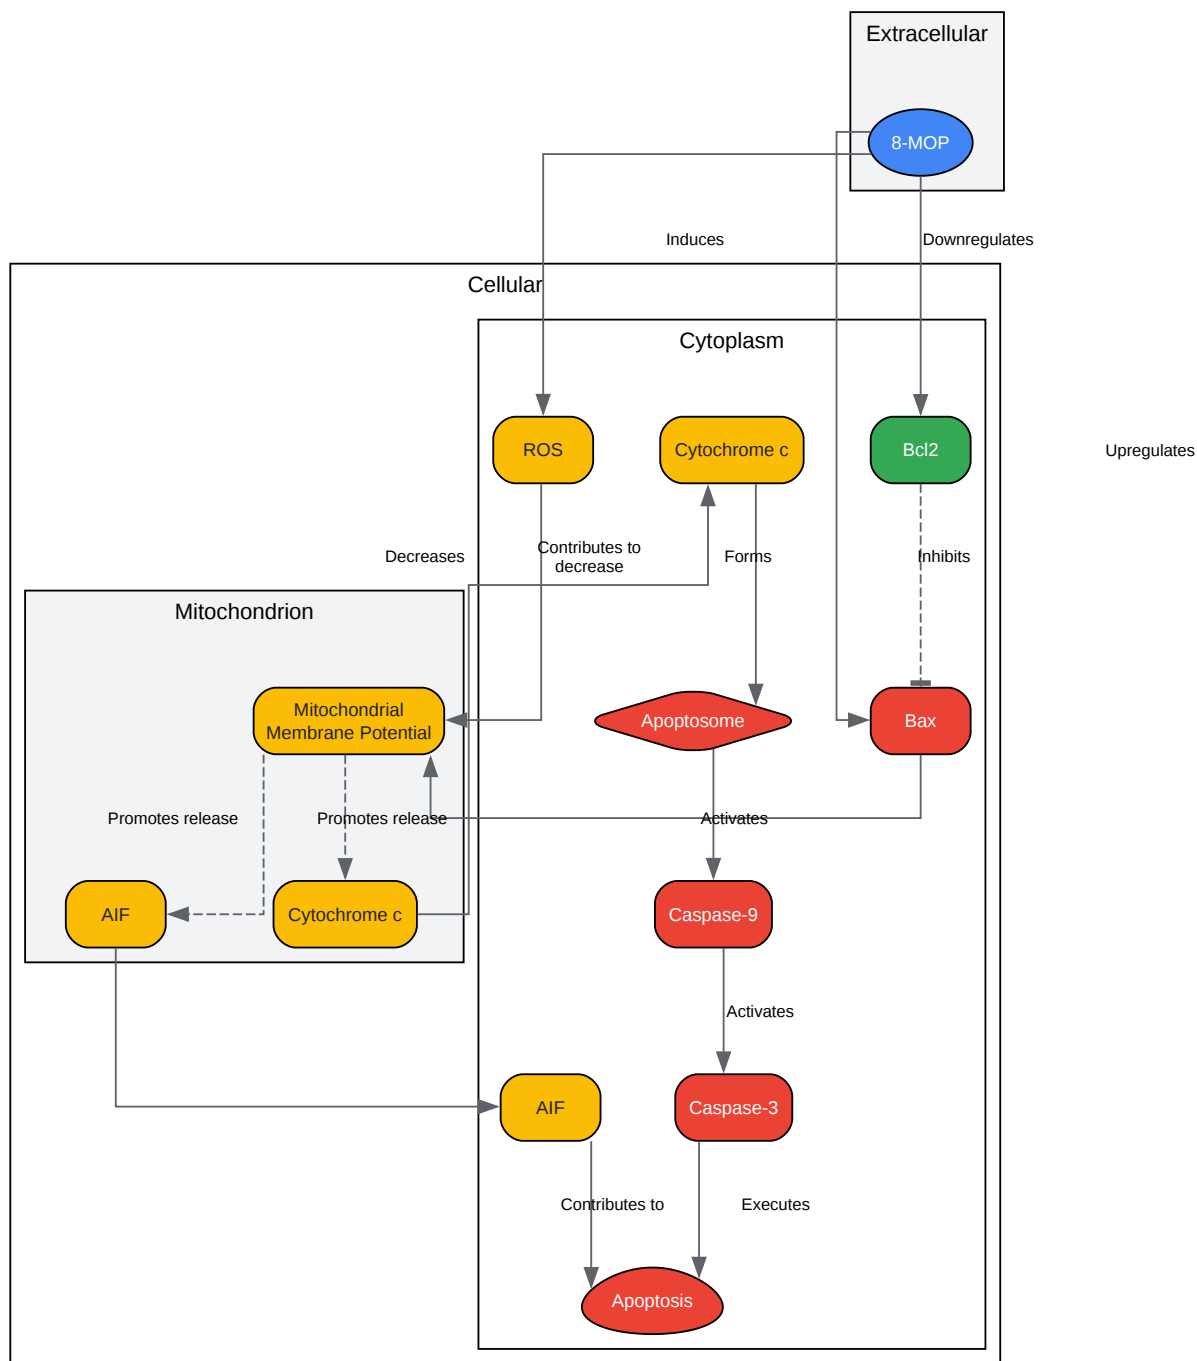 Extracellular
8-MOP
Induces
Downregulates
Cellular
Cytoplasm
ROS
Cytochrome c
Bcl2
Upregulates
Decreases
Contributes to
decrease
Forms
Inhibits
Mitochondrion
Mitochondrial
Membrane Potential
Apoptosome
Bax
Promotes release
Promotes release
Activates
AIF
Cytochrome c
Caspase-9
Activates
AIF
Caspase-3
Contributes to
Executes
Apoptosis